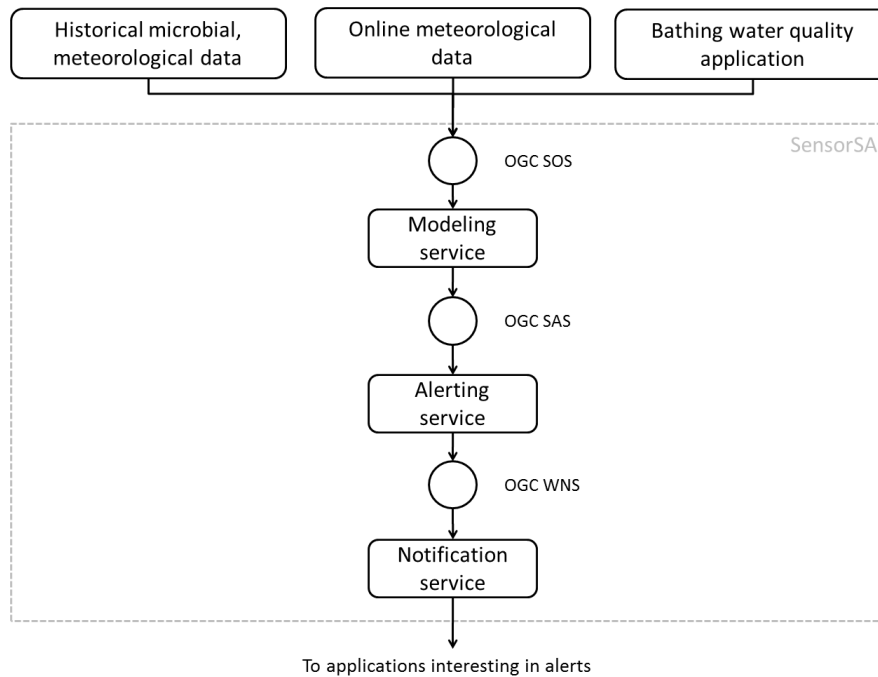 Historical microbial,
meteorological data
Online meteorological
data
Bathing water quality
application
SensorSA
OGC SOS
Modeling
service
OGC SAS
Alerting
service
OGC WNS
Notification
service
To applications interesting in alerts